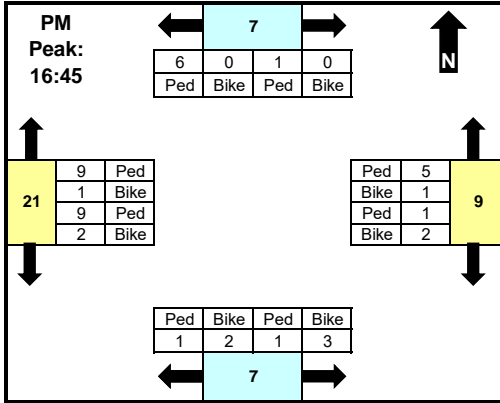 PM
Peak:
16:45
7
N
6 0 1 0
Ped Bike Ped Bike
21
9 Ped
1 Bike
9 Ped
2 Bike
Ped 5
Bike 1
Ped 1
Bike 2
9
Ped Bike Ped Bike
1 2 1 3
7